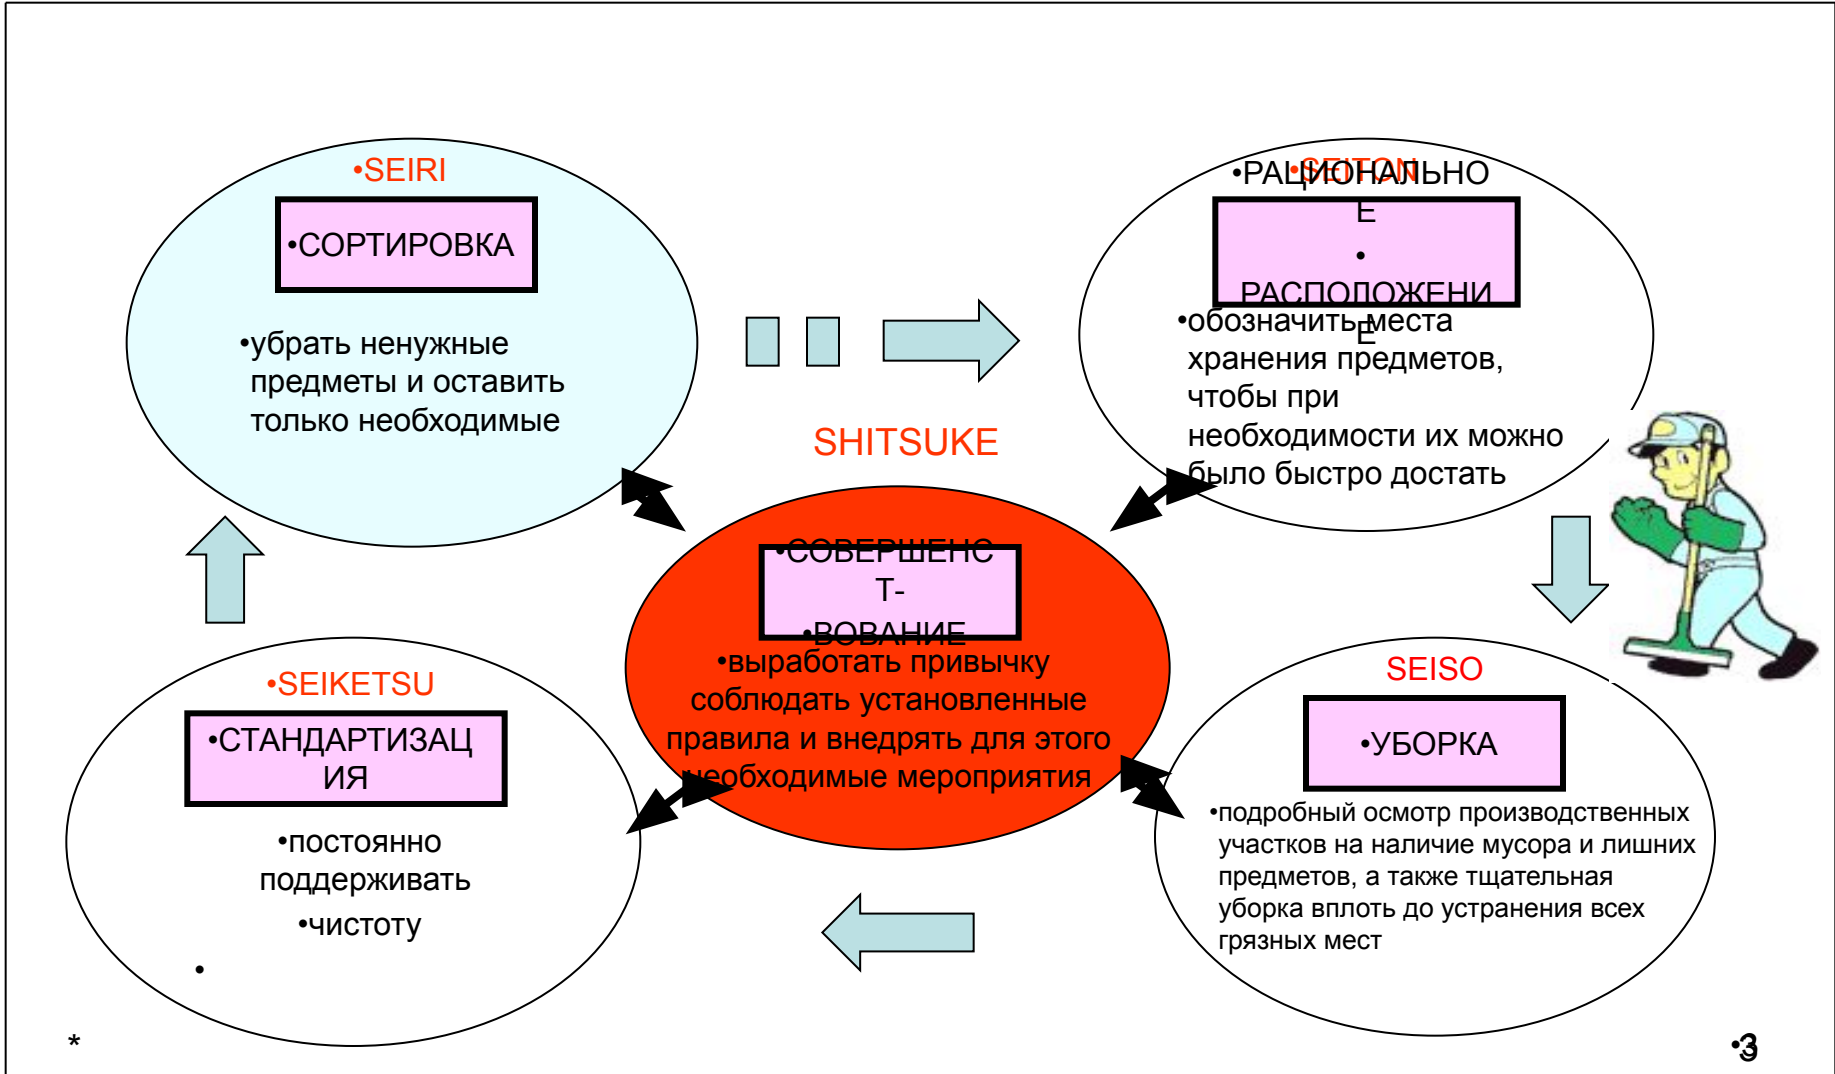 •SEIRI
•СОРТИРОВКА
•убрать ненужные
предметы и оставить
только необходимые
•SEITON
•РАЦИОНАЛЬНО
Е
•
РАСПОЛОЖЕНИ
Е
•обозначить места
хранения предметов,
чтобы при
необходимости их можно
было быстро достать
SHITSUKE
•СОВЕРШЕНС
Т-
•ВОВАНИЕ
•выработать привычку
соблюдать установленные
правила и внедрять для этого
необходимые мероприятия
•SEIKETSU
•СТАНДАРТИЗАЦ
ИЯ
•постоянно
поддерживать
•чистоту
•
SEISO
•УБОРКА
•подробный осмотр производственных
участков на наличие мусора и лишних
предметов, а также тщательная
уборка вплоть до устранения всех
грязных мест
*
•3